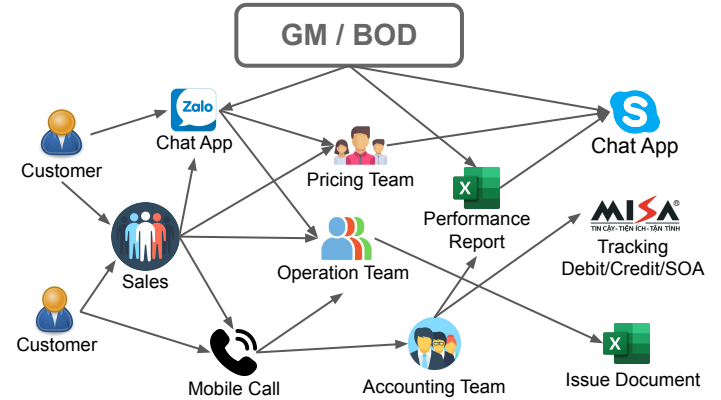 GM / BOD
Zalo
Chat App
Customer
Pricing Team
S
Chat App
X
Performance
Report
MISA®
TIN CẬY-TIỆN ÍCH-TẬN TÌNH
Tracking
Debit/Credit/SOA
Sales
Operation Team
Customer
Mobile Call
Accounting Team
X
Issue Document